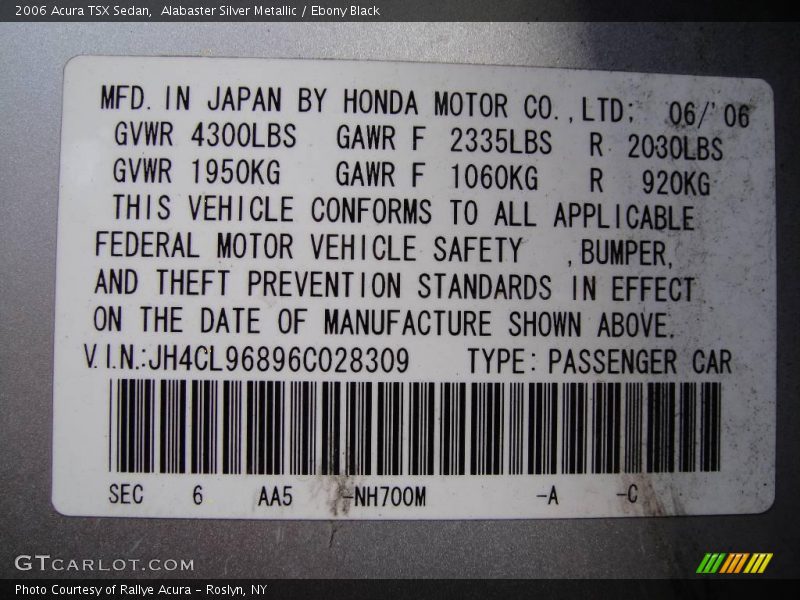 2006 Acura TSX Sedan,  Alabaster Silver Metallic / Ebony Black
MFD. IN JAPAN BY HONDA MOTOR CO., LTD; 06/'06
GVWR 4300LBS GAWR F 2335LBS R 2030LBS
GVWR 1950KG GAWR F 1060KG R 920KG
THIS VEHICLE CONFORMS TO ALL APPLICABLE
FEDERAL MOTOR VEHICLE SAFETY ,BUMPER,
AND THEFT PREVENTION STANDARDS IN EFFECT
ON THE DATE OF MANUFACTURE SHOWN ABOVE.
V.I.N.:JH4CL96896C028309 TYPE: PASSENGER CAR
SEC 6 AA5 -NH700M -A -C
GTCARLOT.COM
Photo Courtesy of Rallye Acura - Roslyn, NY